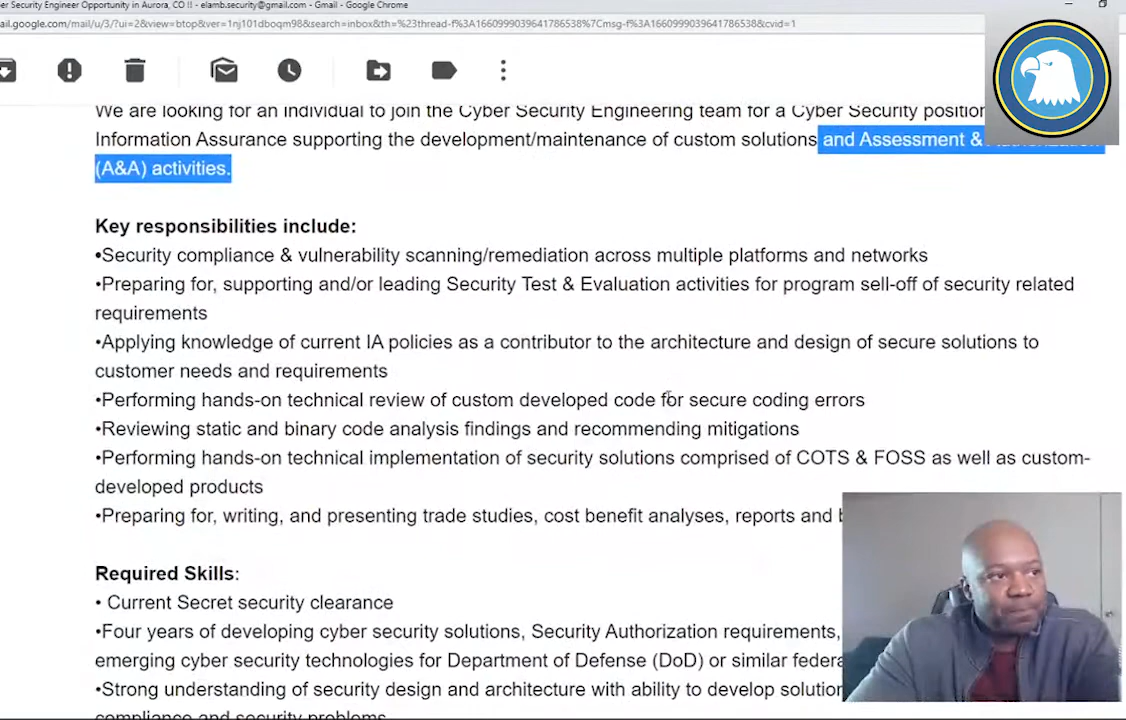 er Security Engineer Opportunity in Aurora, CO !! - elamb.security@gmail.com - Gmail - Google Chrome
ail.google.com/mail/u/3/?ui=2&view=btop&ver=1nj101dboqm98&search=inbox&th=%23thread-f%3A1660999039641786538%7Cmsg-f%3A1660999039641786538&cvid=1
We are looking for an individual to join the Cyber Security Engineering team for a Cyber Security position
Information Assurance supporting the development/maintenance of custom solutions and Assessment &
(A&A) activities.
Key responsibilities include:
•Security compliance & vulnerability scanning/remediation across multiple platforms and networks
•Preparing for, supporting and/or leading Security Test & Evaluation activities for program sell-off of security related
requirements
•Applying knowledge of current IA policies as a contributor to the architecture and design of secure solutions to
customer needs and requirements
•Performing hands-on technical review of custom developed code for secure coding errors
•Reviewing static and binary code analysis findings and recommending mitigations
•Performing hands-on technical implementation of security solutions comprised of COTS & FOSS as well as custom-
developed products
•Preparing for, writing, and presenting trade studies, cost benefit analyses, reports and
Required Skills:
• Current Secret security clearance
•Four years of developing cyber security solutions, Security Authorization requirements,
emerging cyber security technologies for Department of Defense (DoD) or similar
•Strong understanding of security design and architecture with ability to develop
compliance and security problems